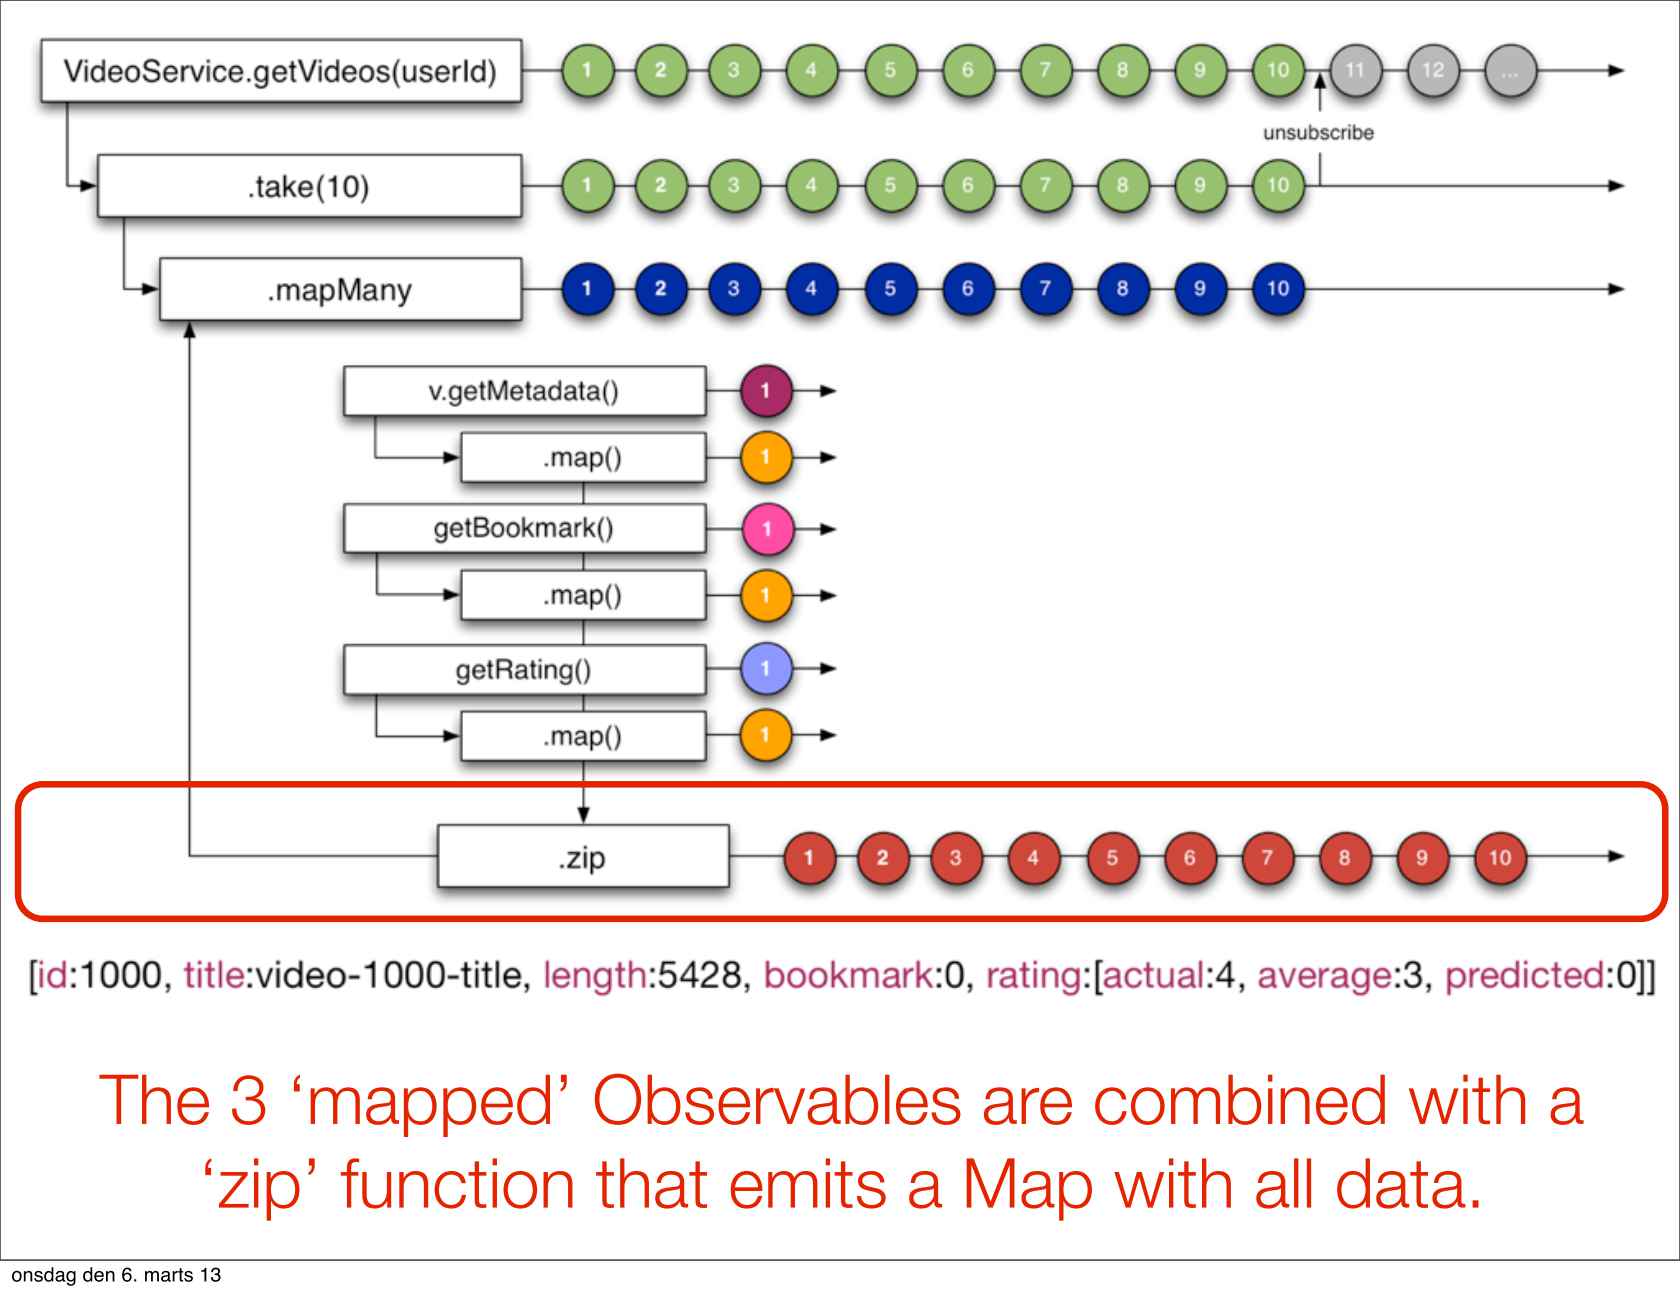 VideoService.getVideos(userId) 1 2 3 4 5 6 7 8 9 10 11 12 ...
unsubscribe
.take(10) 1 2 3 4 5 6 7 8 9 10
.mapMany 1 2 3 4 5 6 7 8 9 10
v.getMetadata() 1
.map() 1
getBookmark() 1
.map() 1
getRating() 1
.map() 1
.zip 1 2 3 4 5 6 7 8 9 10
[id:1000, title:video-1000-title, length:5428, bookmark:0, rating:[actual:4, average:3, predicted:0]]
The 3 ‘mapped’ Observables are combined with a
‘zip’ function that emits a Map with all data.
onsdag den 6. marts 13